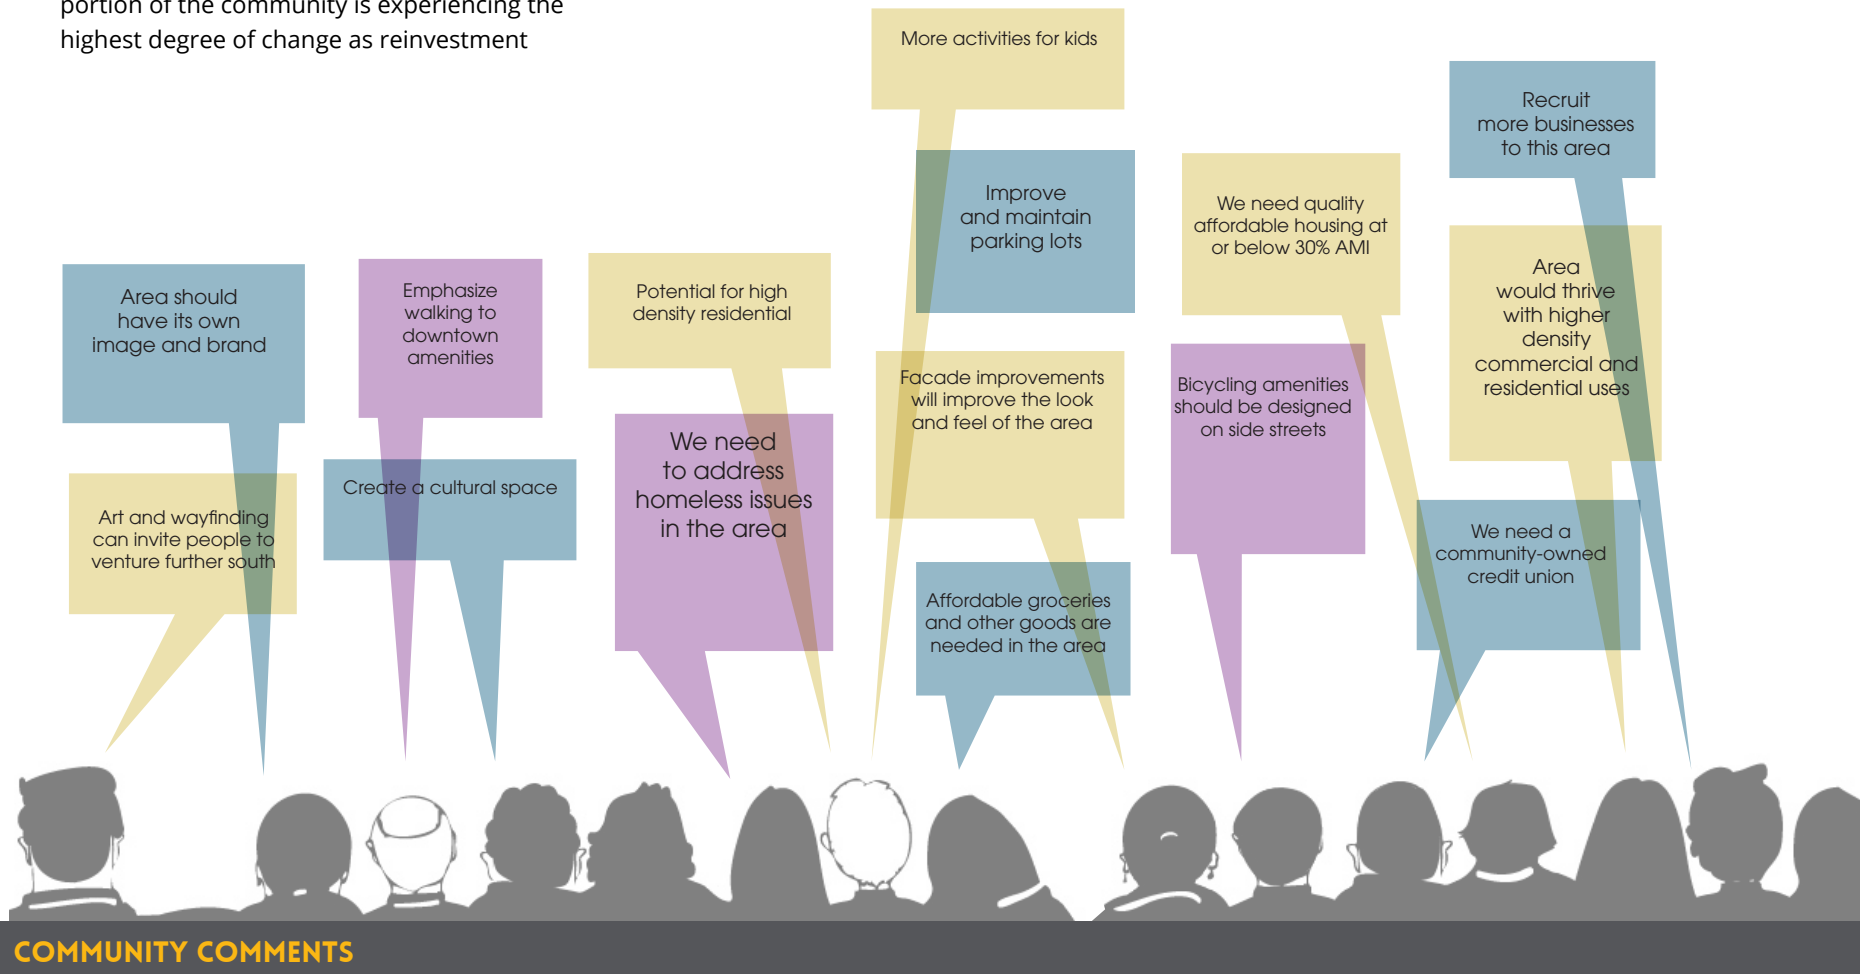 portion of the community is experiencing the
highest degree of change as reinvestment
More activities for kids
Recruit
more businesses
to this area
Improve
and maintain
parking lots
We need quality
affordable housing at
or below 30% AMI
Area should
have its own
image and brand
Emphasize
walking to
downtown
amenities
Potential for high
density residential
Area
would thrive
with higher
density
commercial and
residential uses
Facade improvements
will improve the look
and feel of the area
Bicycling amenities
should be designed
on side streets
We need
to address
homeless issues
in the area
Create a cultural space
Art and wayfinding
can invite people to
venture further south
We need a
community-owned
credit union
Affordable groceries
and other goods are
needed in the area
COMMUNITY COMMENTS